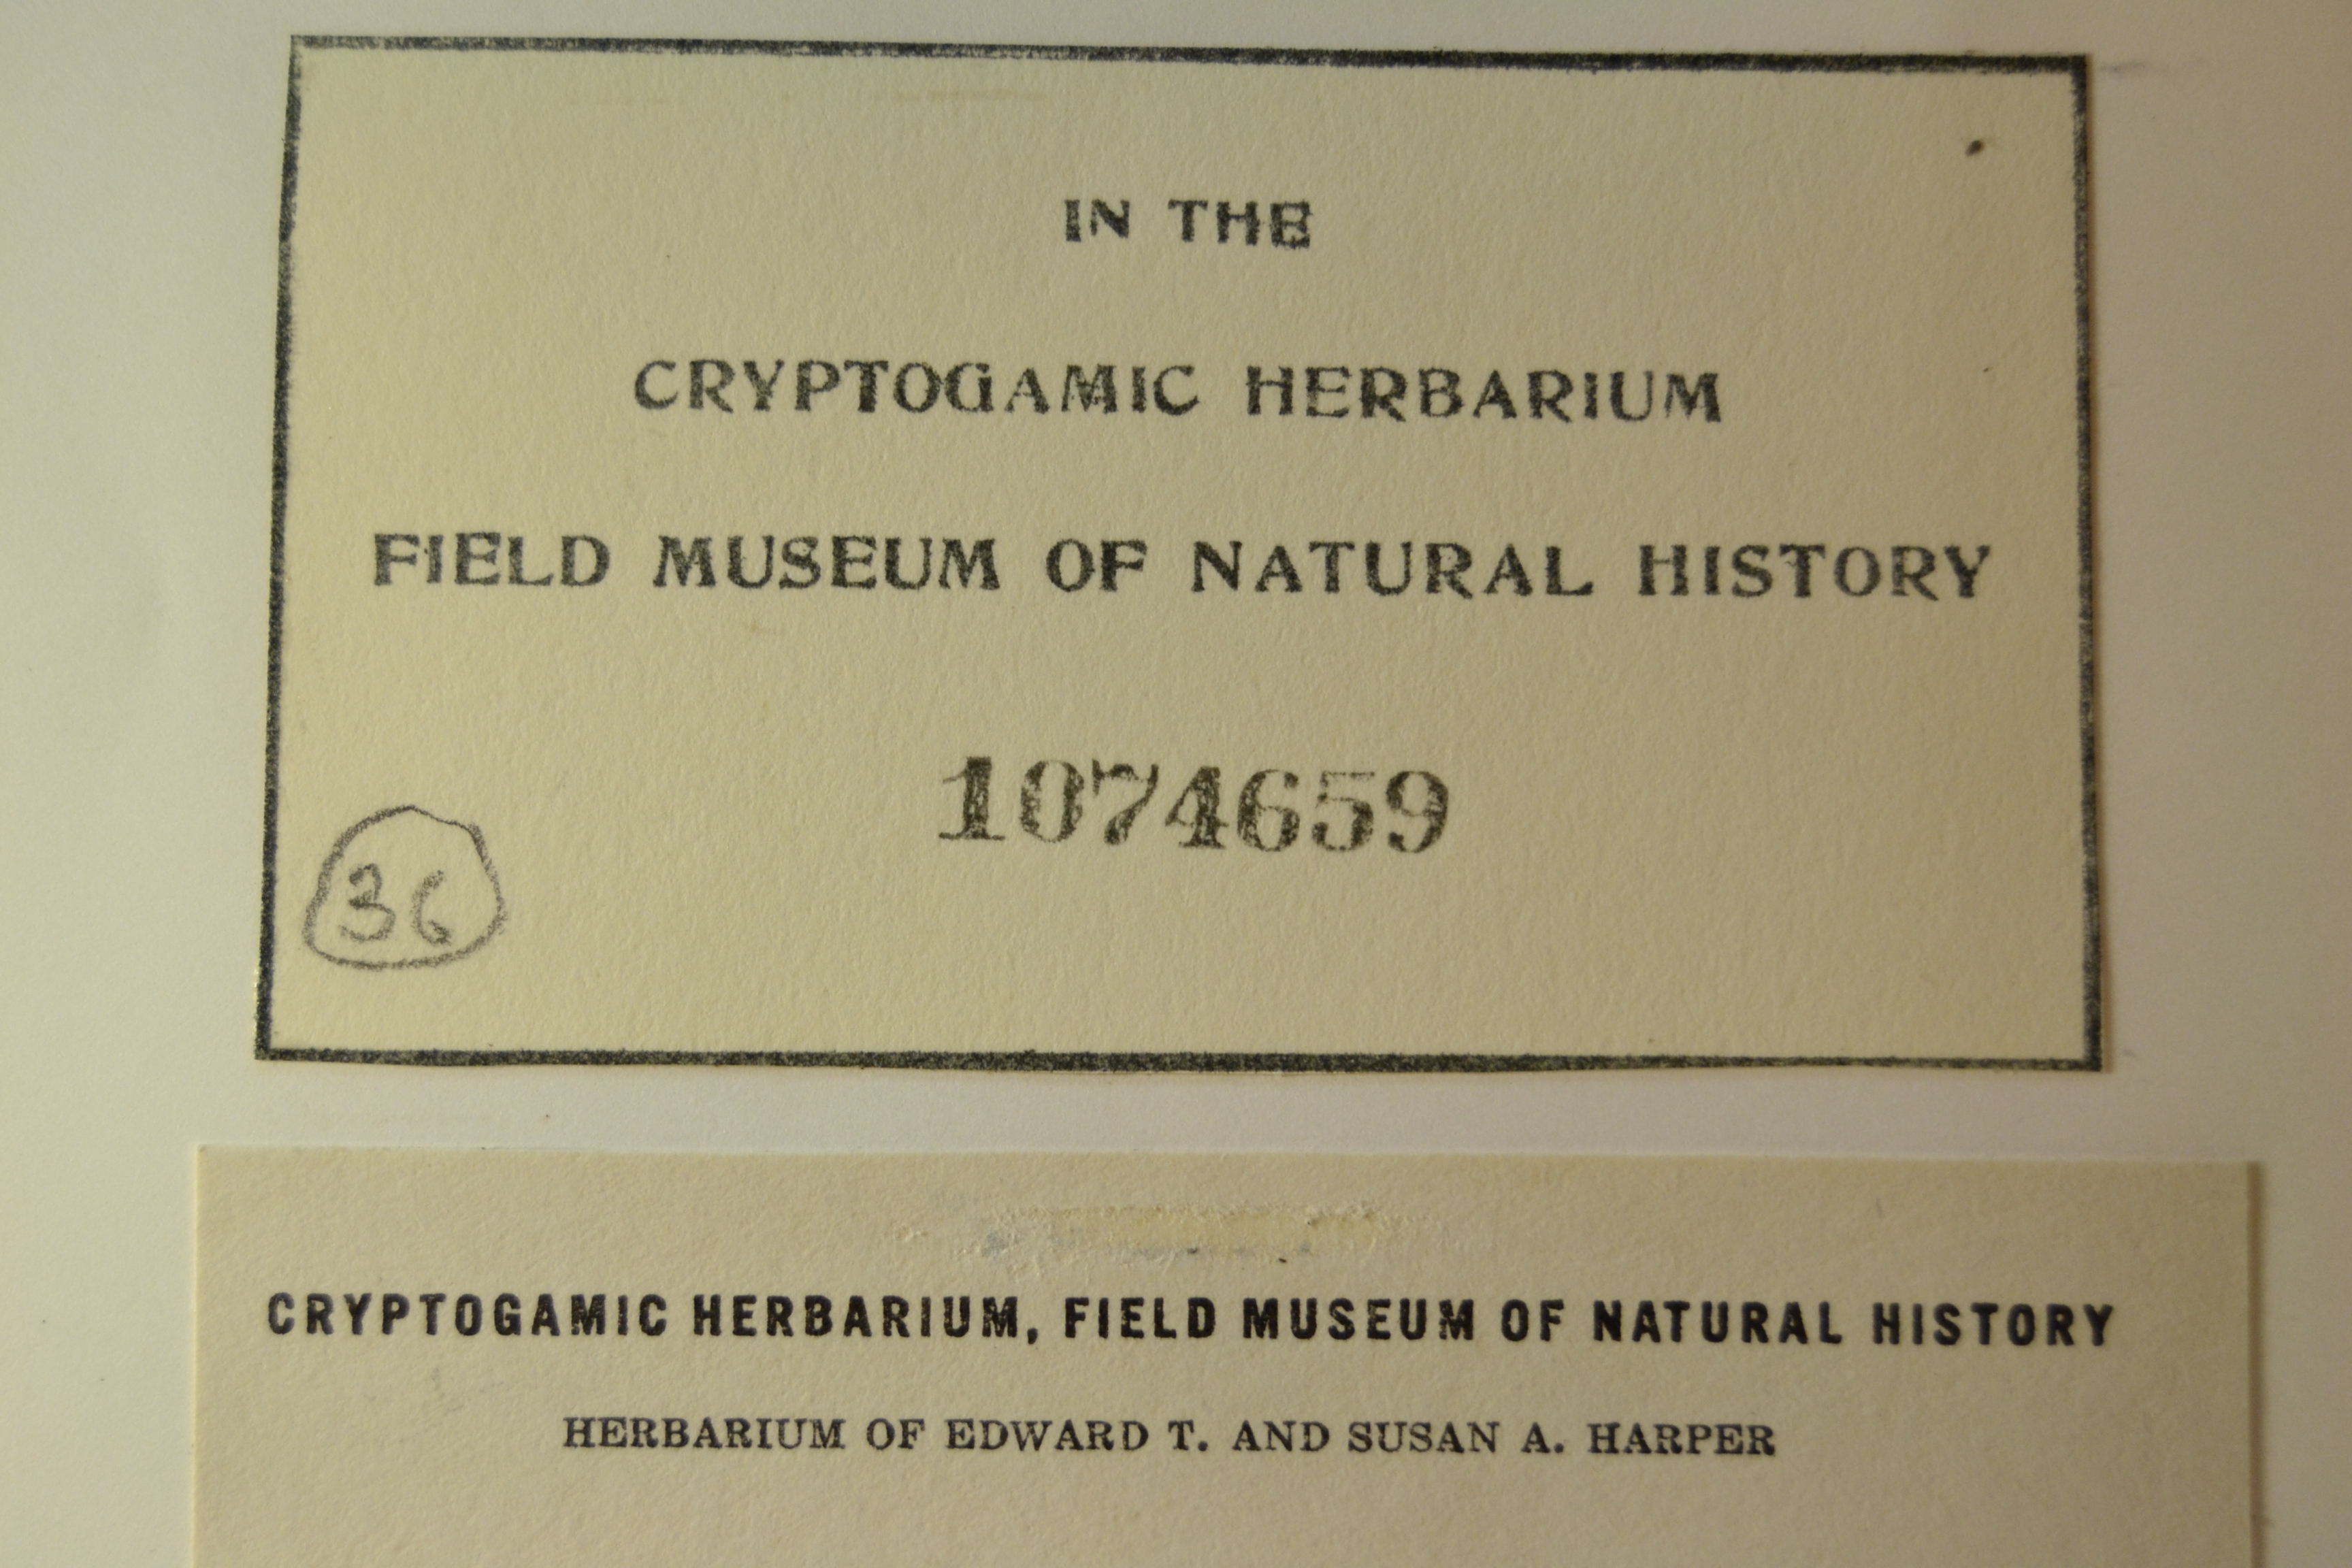 IN THE
CRYPTOGAMIC HERBARIUM
FIELD MUSEUM OF NATURAL HISTORY
1074659
36
CRYPTOGAMIC HERBARIUM, FIELD MUSEUM OF NATURAL HISTORY
HERBARIUM OF EDWARD T. AND SUSAN A. HARPER